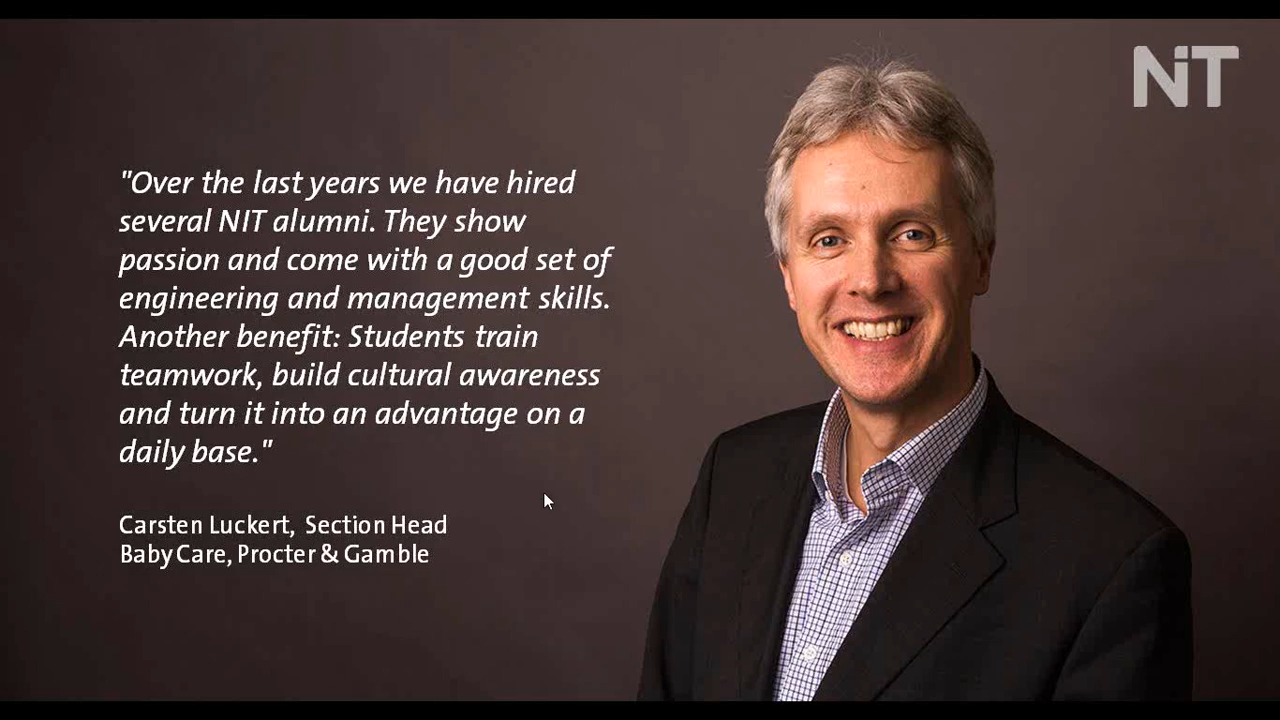 NiT
"Over the last years we have hired
several NIT alumni. They show
passion and come with a good set of
engineering and management skills.
Another benefit: Students train
teamwork, build cultural awareness
and turn it into an advantage on a
daily base."
Carsten Luckert, Section Head
Baby Care, Procter & Gamble